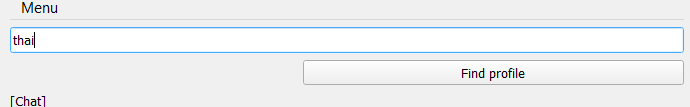 Menu
thai
Find profile
[Chat]